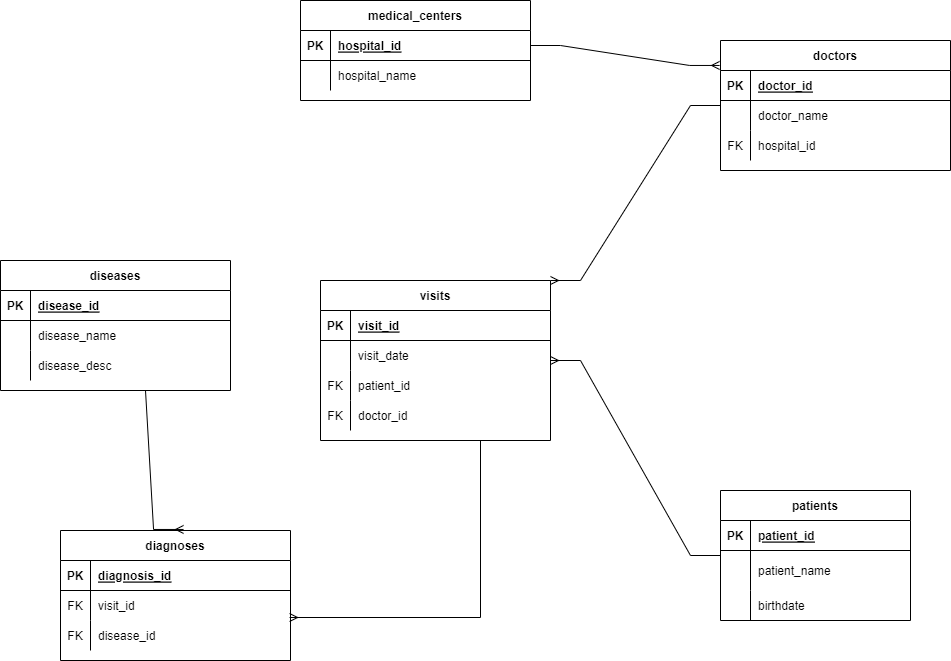 medical_centers
PK hospital_id
hospital_name
doctors
PK doctor_id
doctor_name
FK hospital_id
diseases
PK disease_id
disease_name
disease_desc
visits
PK visit_id
visit_date
FK patient_id
FK doctor_id
patients
PK patient_id
patient_name
birthdate
diagnoses
PK diagnosis_id
FK visit_id
FK disease_id